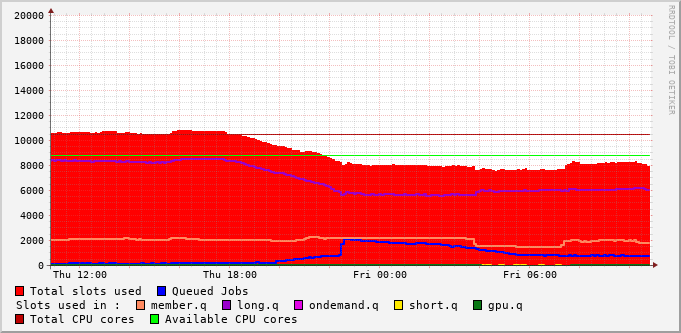 20000
18000
16000
14000
12000
10000
8000
6000
4000
2000
0
Thu 12:00 Thu 18:00 Fri 00:00 Fri 06:00
RRDTOOL / TOBI OETIKER
Total slots used Queued Jobs
Slots used in : member.q long.q ondemand.q short.q gpu.q
Total CPU cores Available CPU cores